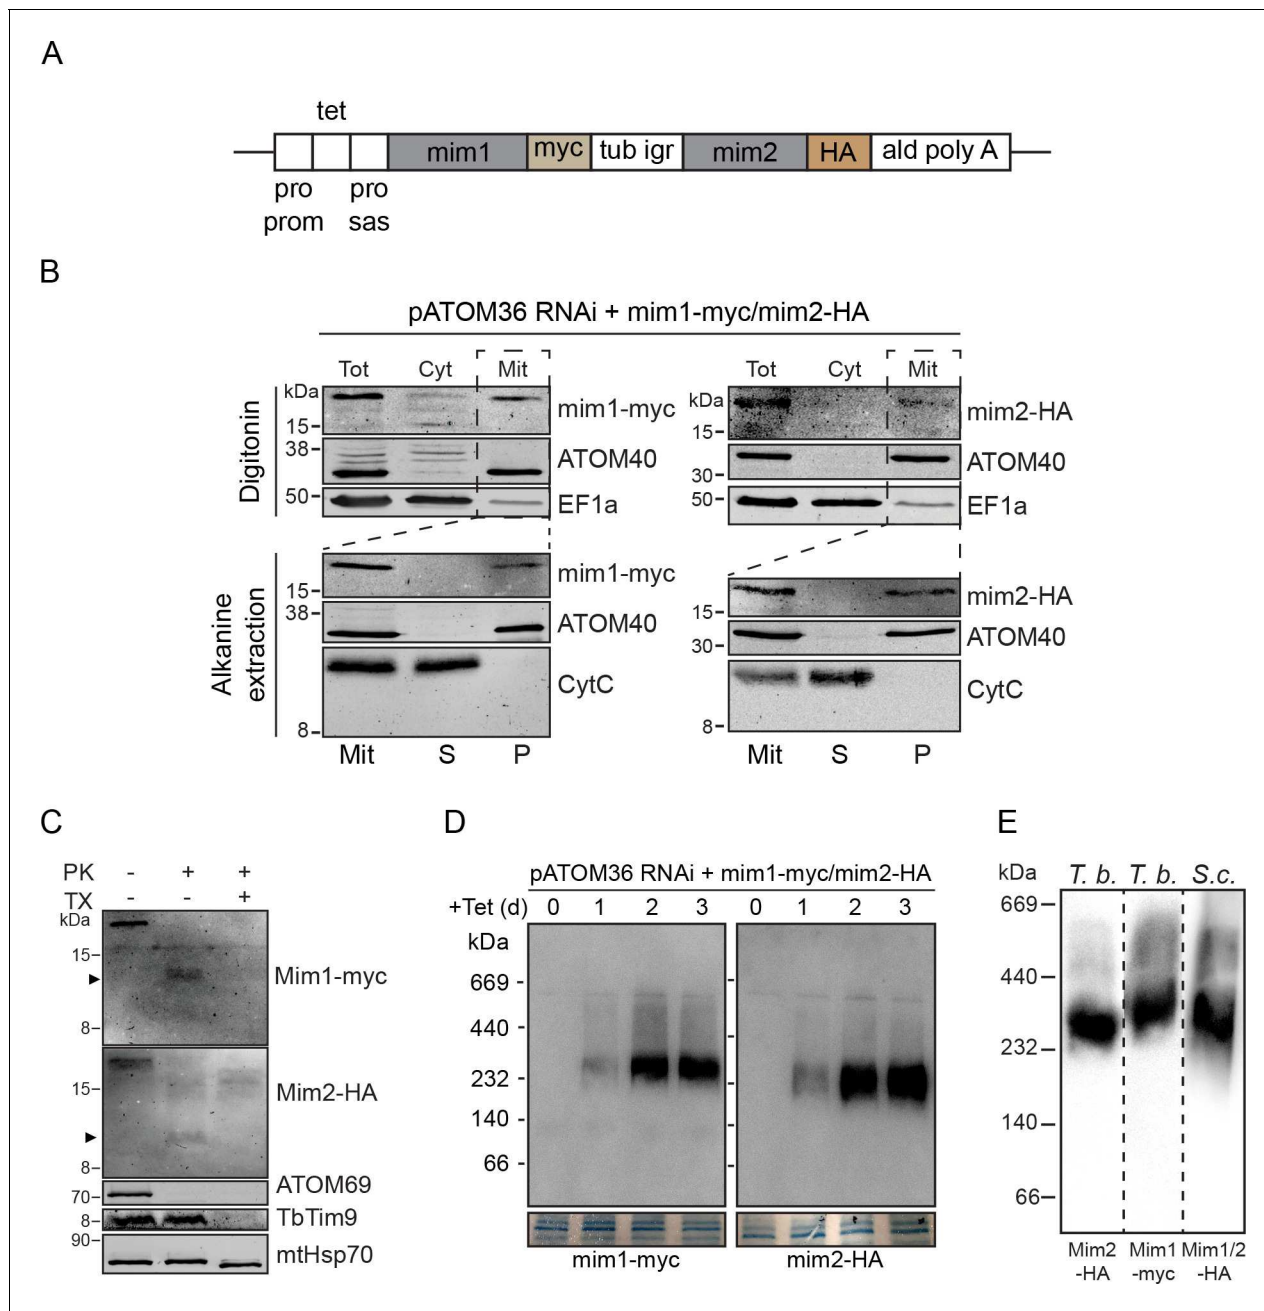 A
tet
mim1 myc tub igr mim2 HA ald poly A
pro pro
prom sas
B
pATOM36 RNAi + mim1-myc/mim2-HA
Tot Cyt Mit Tot Cyt Mit
Digitonin
kDa mim1-myc kDa mim2-HA
15 15
38 ATOM40 ATOM40
30
50 EF1a 50 EF1a
Alkanine
extraction
mim1-myc mim2-HA
15 15
38 ATOM40 ATOM40
30
CytC CytC
8 8
Mit S P Mit S P
C
PK - + +
TX - - +
kDa
15
Mim1-myc
8
15
Mim2-HA
8
70 ATOM69
8 TbTim9
90
mtHsp70
D
pATOM36 RNAi + mim1-myc/mim2-HA
+Tet (d) 0 1 2 3 0 1 2 3
kDa
669
440
232
140
66
mim1-myc mim2-HA
E
kDa T. b. T. b. S.c.
669
440
232
140
66
Mim2 Mim1 Mim1/2
-HA -myc -HA